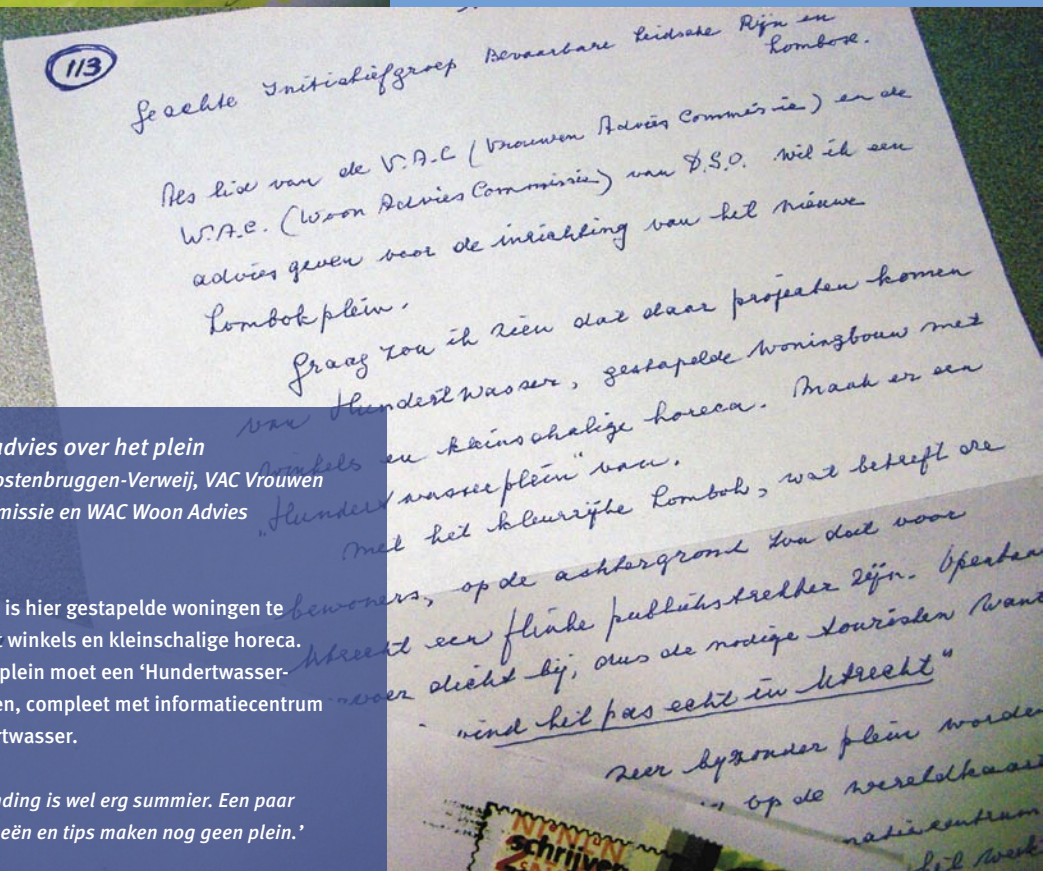 113
Geachte Initiatiefgroep Bevaarbare Leidsche Rijn en
Lombok.
Als lid van de V.A.C (Vrouwen Advies Commissie) en de
W.A.C. (Woon Advies Commissie) van D.S.O. wil ik een
advies geven voor de inrichting van het nieuwe
Lombokplein.
Graag zou ik zien dat daar projecten komen
van Hundertwasser, gestapelde woningbouw met
winkels en kleinschalige horeca. Maak er een
„Hundertwasserplein" van.
Met het kleurrijke Lombok, wat betreft de
bewoners, op de achtergrond zou dat voor
Utrecht een flinke publiekstrekker zijn. Openbaar
dicht bij, dus de nodige touristen want
vind het pas echt in Utrecht"
zeer byzonder plein worden
op de wereldkaart
het
advies over het plein
ostenbruggen-Verweij, VAC Vrouwen
missie en WAC Woon Advies
is hier gestapelde woningen te
t winkels en kleinschalige horeca.
plein moet een ‘Hundertwasser-
en, compleet met informatiecentrum
rtwasser.
ding is wel erg summier. Een paar
eën en tips maken nog geen plein.’
schrijven